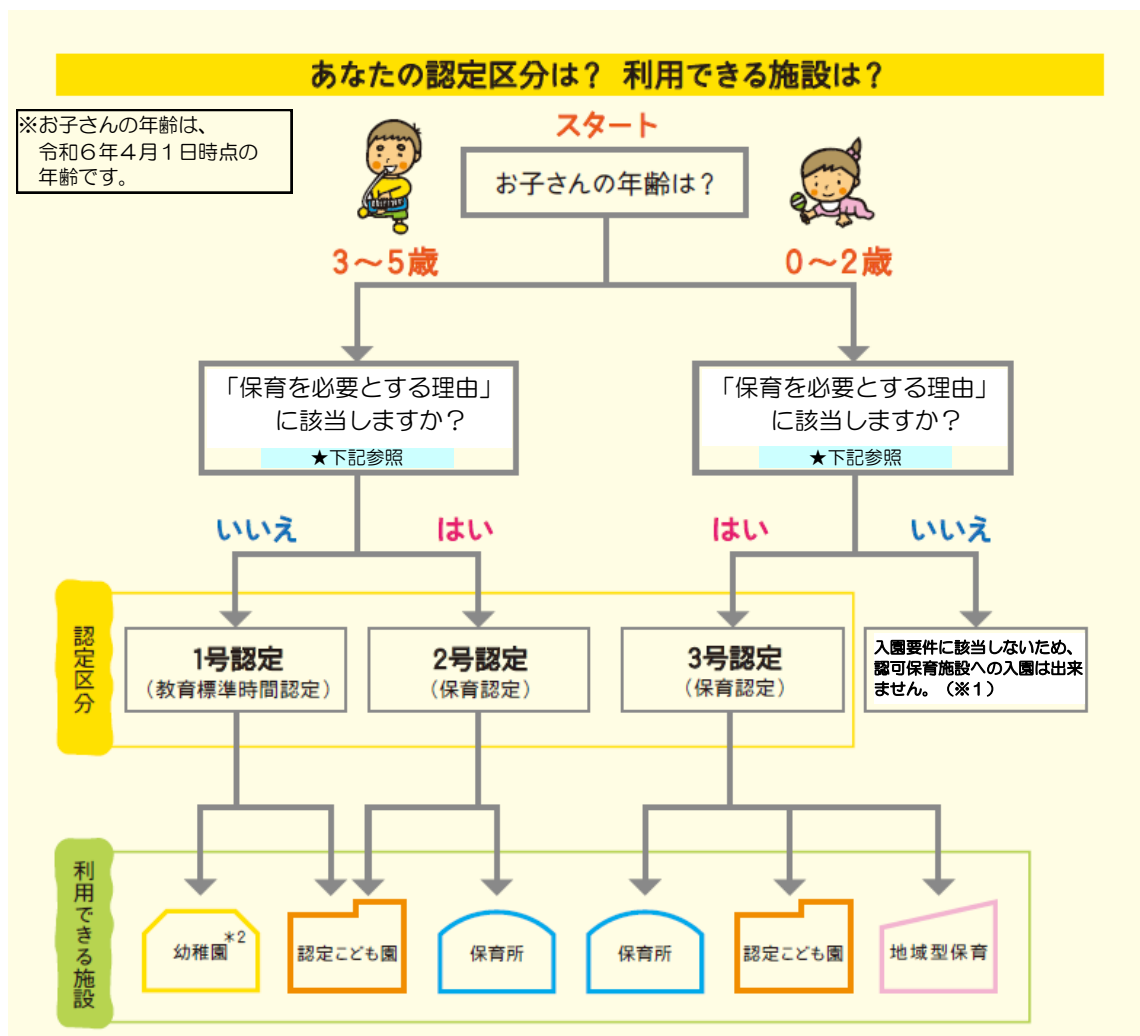 あなたの認定区分は？ 利用できる施設は？
※お子さんの年齢は、
令和６年４月１日時点の
年齢です。
スタート
お子さんの年齢は？
3～5歳
0～2歳
「保育を必要とする理由」
に該当しますか？
★下記参照
「保育を必要とする理由」
に該当しますか？
★下記参照
いいえ
はい
はい
いいえ
認定区分
1号認定
（教育標準時間認定）
2号認定
（保育認定）
3号認定
（保育認定）
入園要件に該当しないため、
認可保育施設への入園は出来
ません。（※１）
利用できる施設
幼稚園*2
認定こども園
保育所
保育所
認定こども園
地域型保育